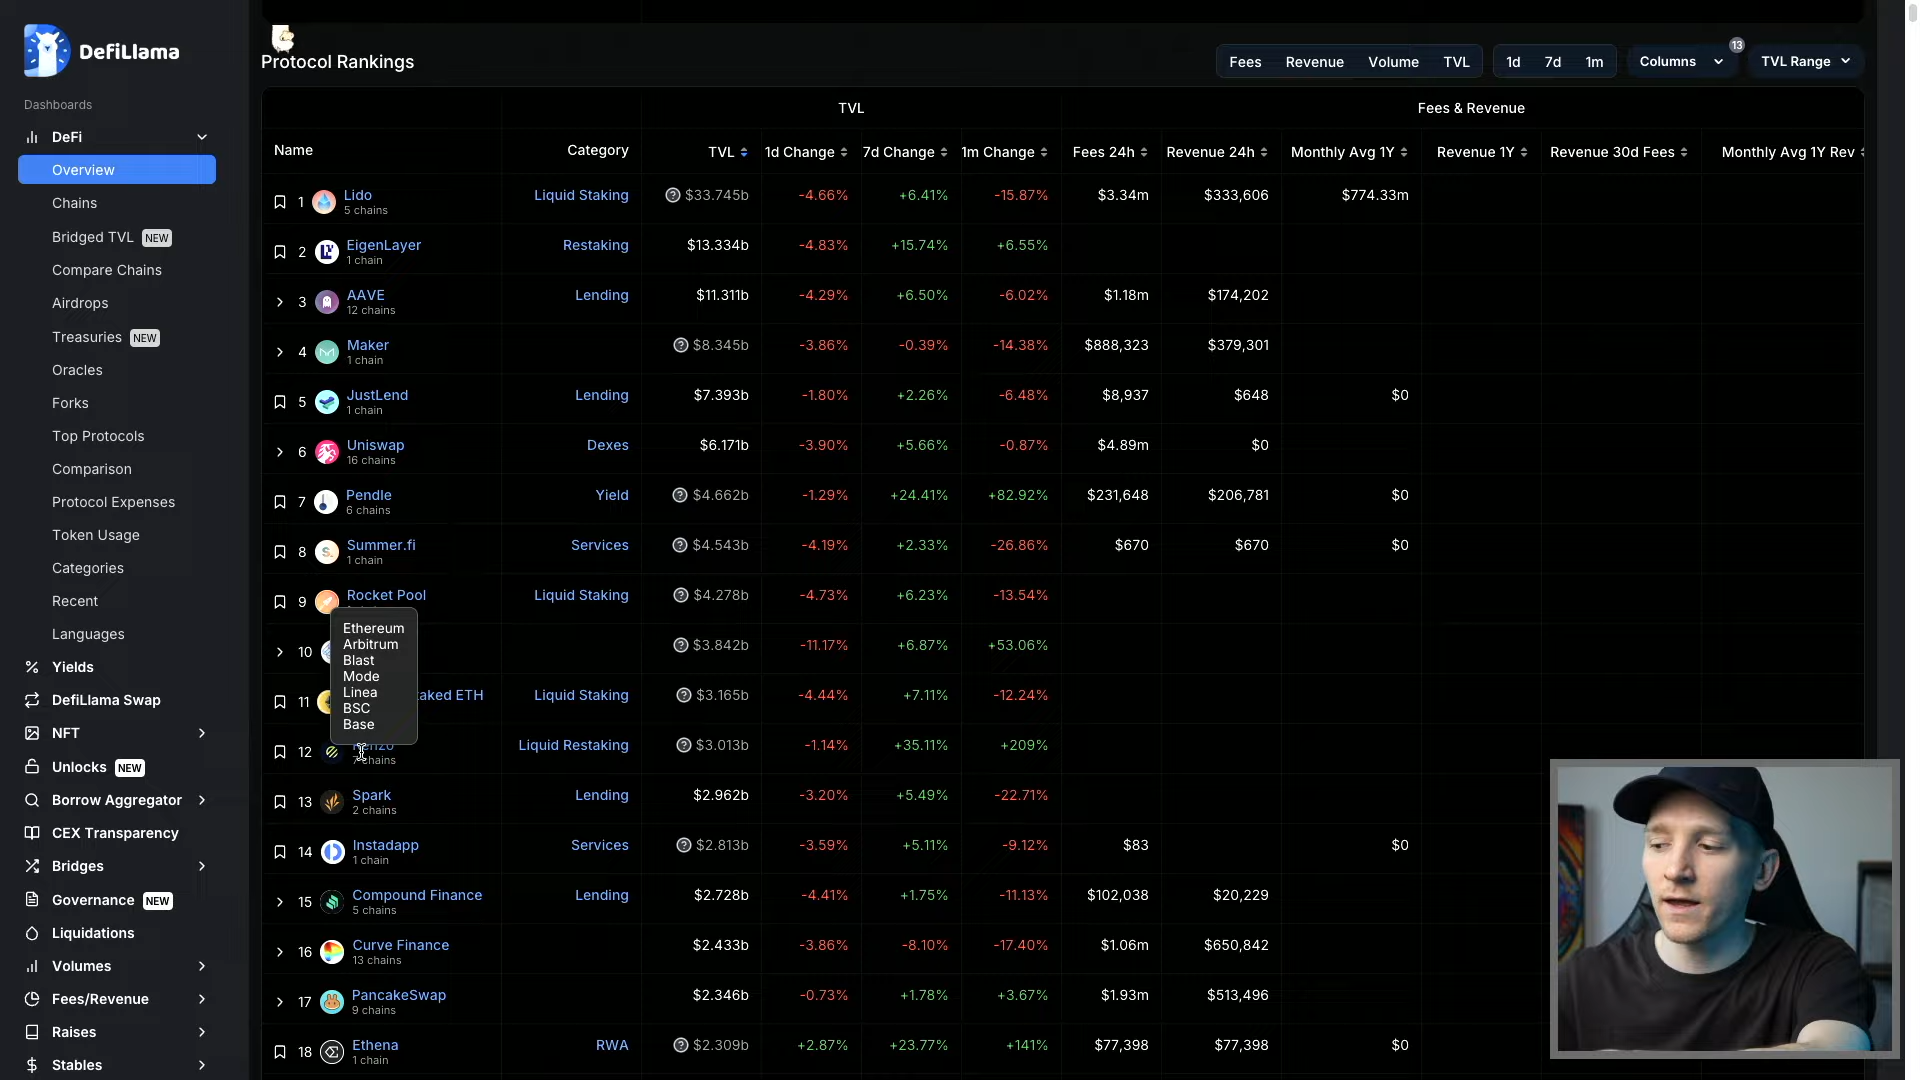 DefiLlama
Dashboards
DeFi
Overview
Chains
Bridged TVL NEW
Compare Chains
Airdrops
Treasuries NEW
Oracles
Forks
Top Protocols
Comparison
Protocol Expenses
Token Usage
Categories
Recent
Languages
Yields
DefiLlama Swap
NFT
Unlocks NEW
Borrow Aggregator
CEX Transparency
Bridges
Governance NEW
Liquidations
Volumes
Fees/Revenue
Raises
Stables
Protocol Rankings
Fees Revenue Volume TVL 1d 7d 1m Columns 13 TVL Range
TVL Fees & Revenue
Name Category TVL 1d Change 7d Change 1m Change Fees 24h Revenue 24h Monthly Avg 1Y Revenue 1Y Revenue 30d Fees Monthly Avg 1Y Rev
1 Lido Liquid Staking $33.745b -4.66% +6.41% -15.87% $3.34m $333,606 $774.33m
5 chains
2 EigenLayer Restaking $13.334b -4.83% +15.74% +6.55%
1 chain
3 AAVE Lending $11.311b -4.29% +6.50% -6.02% $1.18m $174,202
12 chains
4 Maker $8.345b -3.86% -0.39% -14.38% $888,323 $379,301
1 chain
5 JustLend Lending $7.393b -1.80% +2.26% -6.48% $8,937 $648 $0
1 chain
6 Uniswap Dexes $6.171b -3.90% +5.66% -0.87% $4.89m $0
16 chains
7 Pendle Yield $4.662b -1.29% +24.41% +82.92% $231,648 $206,781 $0
6 chains
8 Summer.fi Services $4.543b -4.19% +2.33% -26.86% $670 $670 $0
1 chain
9 Rocket Pool Liquid Staking $4.278b -4.73% +6.23% -13.54%
10 $3.842b -11.17% +6.87% +53.06%
11 aked ETH Liquid Staking $3.165b -4.44% +7.11% -12.24%
Ethereum
Arbitrum
Blast
Mode
Linea
BSC
Base
12 Liquid Restaking $3.013b -1.14% +35.11% +209%
7 chains
13 Spark Lending $2.962b -3.20% +5.49% -22.71%
2 chains
14 Instadapp Services $2.813b -3.59% +5.11% -9.12% $83 $0
1 chain
15 Compound Finance Lending $2.728b -4.41% +1.75% -11.13% $102,038 $20,229
5 chains
16 Curve Finance $2.433b -3.86% -8.10% -17.40% $1.06m $650,842
13 chains
17 PancakeSwap $2.346b -0.73% +1.78% +3.67% $1.93m $513,496
9 chains
18 Ethena RWA $2.309b +2.87% +23.77% +141% $77,398 $77,398 $0
1 chain